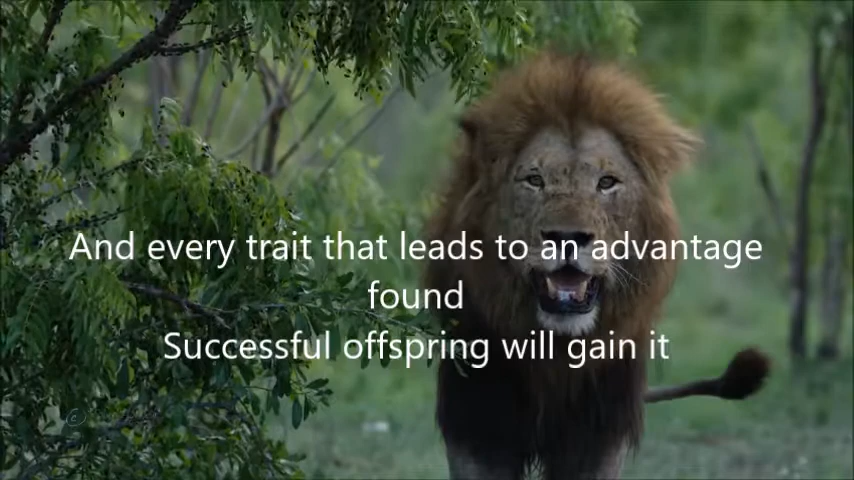 And every trait that leads to an advantage
found
Successful offspring will gain it